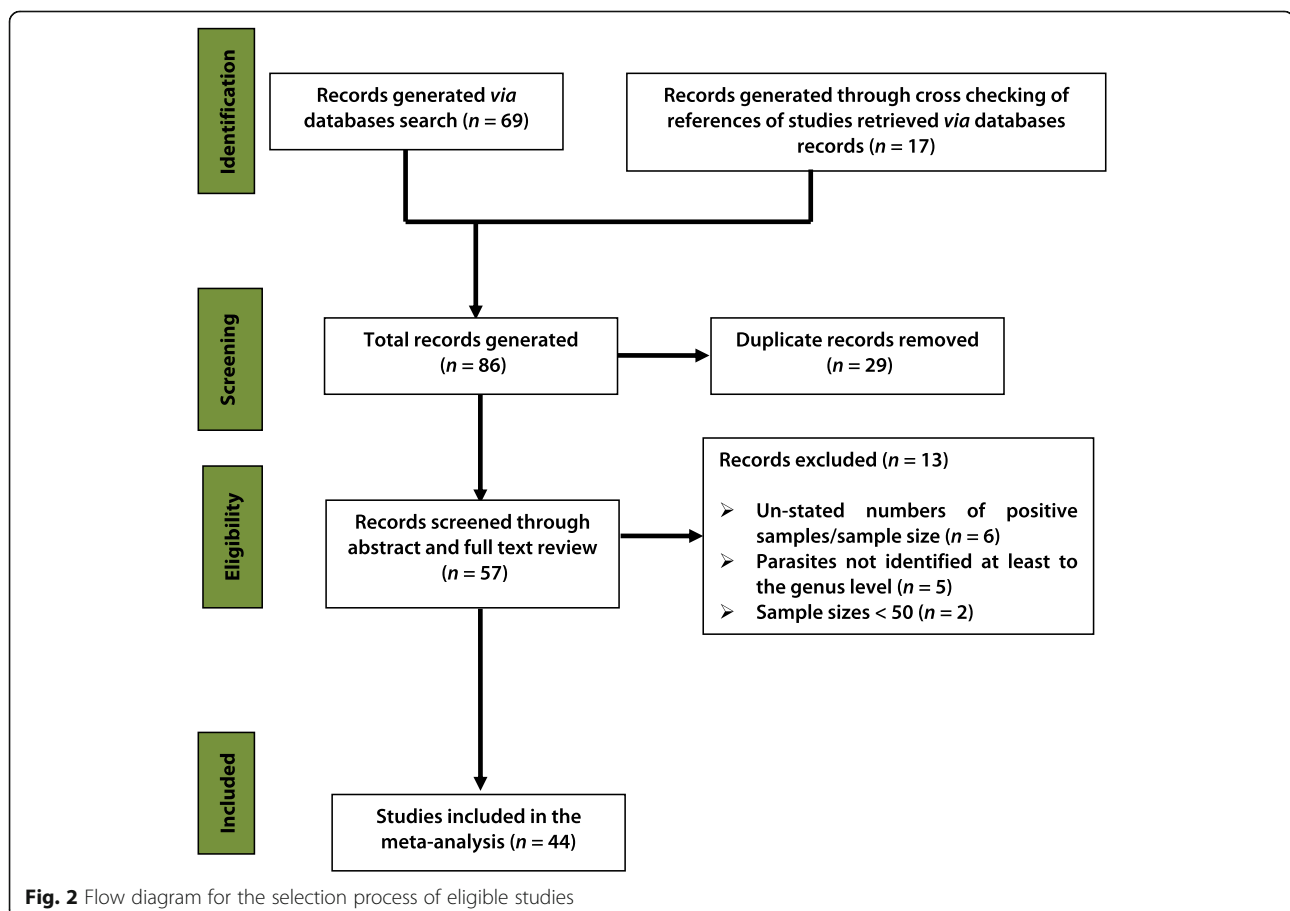 Identification
Records generated via
databases search (n = 69)
Records generated through cross checking of
references of studies retrieved via databases
records (n = 17)
Screening
Total records generated
(n = 86)
Duplicate records removed
(n = 29)
Eligibility
Records screened through
abstract and full text review
(n = 57)
Records excluded (n = 13)
➢ Un-stated numbers of positive
samples/sample size (n = 6)
➢ Parasites not identified at least to
the genus level (n = 5)
➢ Sample sizes < 50 (n = 2)
Included
Studies included in the
meta-analysis (n = 44)
Fig. 2 Flow diagram for the selection process of eligible studies